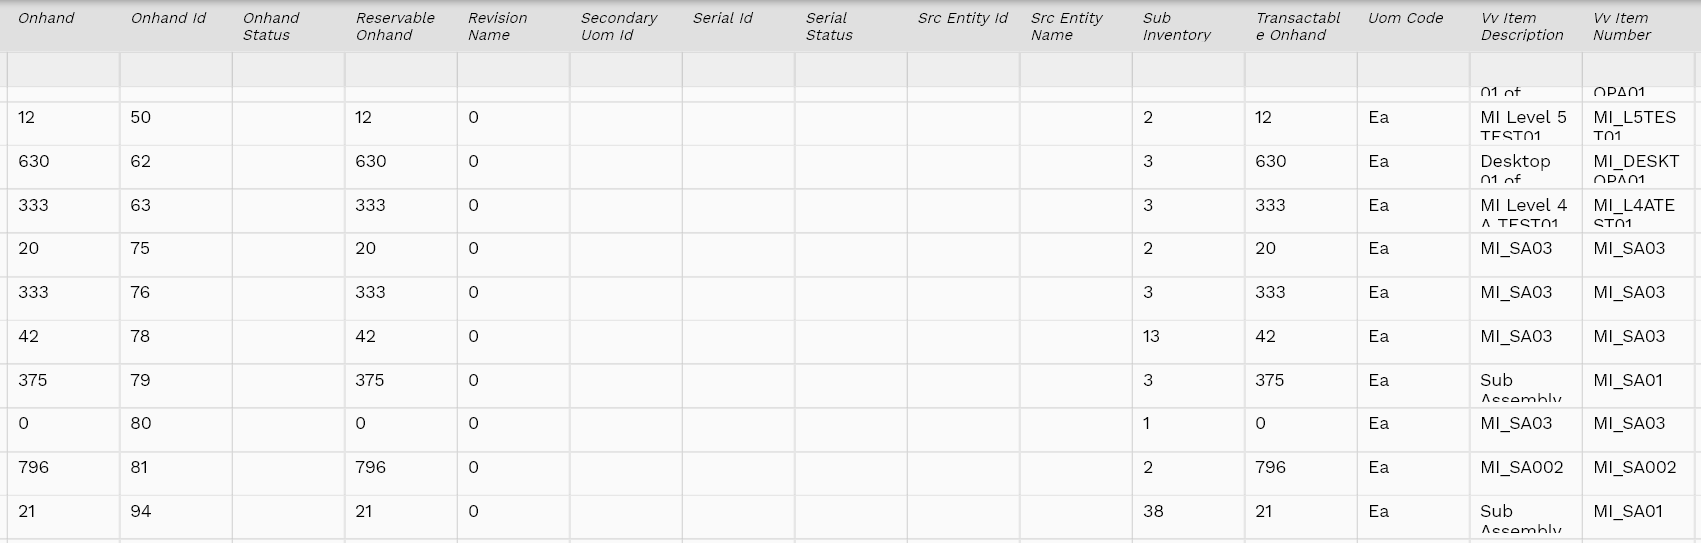 Onhand Onhand Id Onhand Status Reservable Onhand Revision Name Secondary Uom Id Serial Id Serial Status Src Entity Id Src Entity Name Sub Inventory Transactabl e Onhand Uom Code Vv Item Description Vv Item Number
01 of OPA01
12 50 12 0 2 12 Ea MI Level 5 TEST01 MI_L5TES T01
630 62 630 0 3 630 Ea Desktop 01 of MI_DESKT OPA01
333 63 333 0 3 333 Ea MI Level 4 A TEST01 MI_L4ATE ST01
20 75 20 0 2 20 Ea MI_SA03 MI_SA03
333 76 333 0 3 333 Ea MI_SA03 MI_SA03
42 78 42 0 13 42 Ea MI_SA03 MI_SA03
375 79 375 0 3 375 Ea Sub Assembly MI_SA01
0 80 0 0 1 0 Ea MI_SA03 MI_SA03
796 81 796 0 2 796 Ea MI_SA002 MI_SA002
21 94 21 0 38 21 Ea Sub Assembly MI_SA01